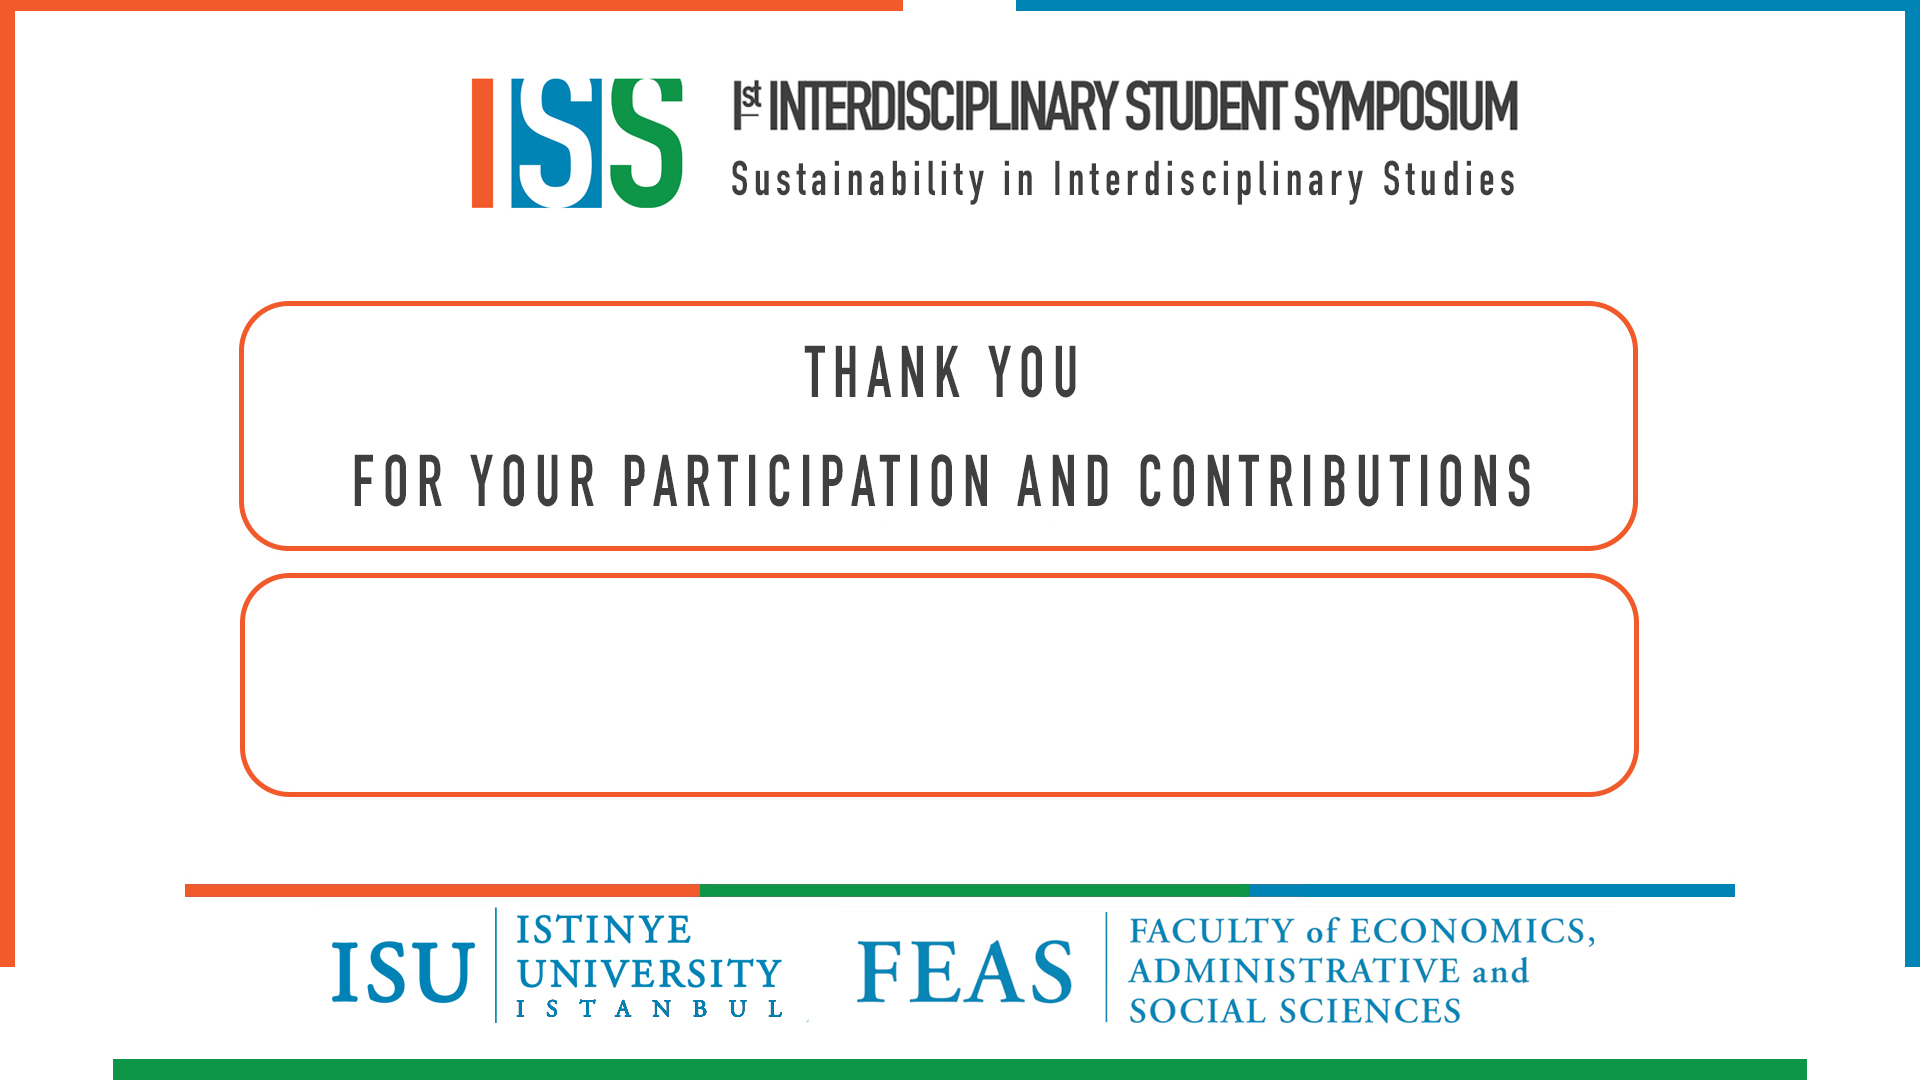 ISS
1st INTERDISCIPLINARY STUDENT SYMPOSIUM
Sustainability in Interdisciplinary Studies
THANK YOU
FOR YOUR PARTICIPATION AND CONTRIBUTIONS
ISU
ISTINYE
UNIVERSITY
ISTANBUL
FEAS
FACULTY of ECONOMICS,
ADMINISTRATIVE and
SOCIAL SCIENCES